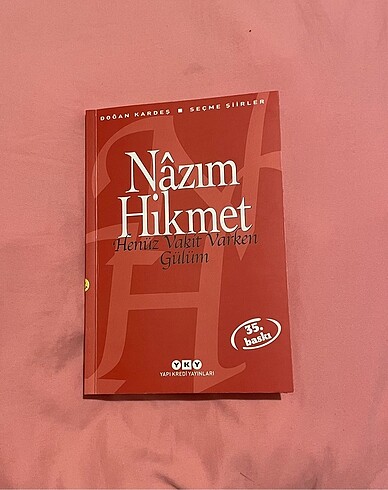 DOĞAN KARDEŞ ■ SEÇME ŞİİRLER
Nâzım
Hikmet
Henüz Vakit Varken
Gülüm
35.
baskı
YKY
YAPI KREDİ YAYINLARI